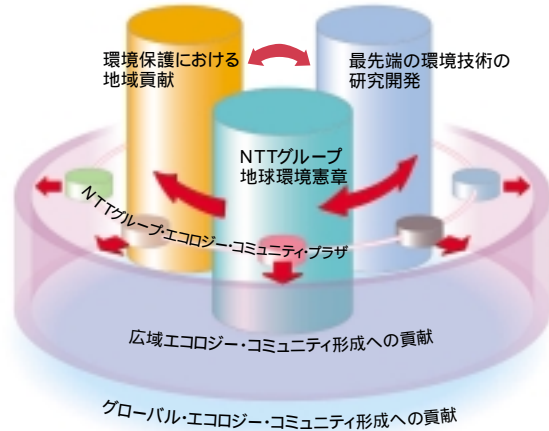 環境保護における
地域貢献
最先端の環境技術の
研究開発
NTTグループ
地球環境憲章
NTTグループ・エコロジー・コミュニティ・プラザ
広域エコロジー・コミュニティ形成への貢献
グローバル・エコロジー・コミュニティ形成への貢献